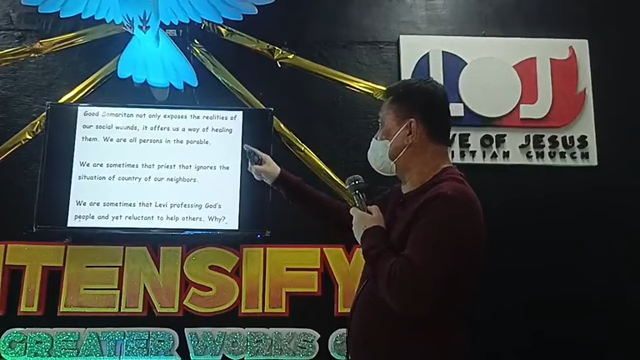 Good Samaritan not only exposes the realities of
our social wounds, it offers us a way of healing
them. We are all persons in the parable.
We are sometimes that priest that ignores the
situation of country of our neighbors.
We are sometimes that Levi professing God's
people and yet reluctant to help others. Why?
LOJ
VE OF JESUS
CHRISTIAN CHURCH
NTENSIFY
GREATER WORKS